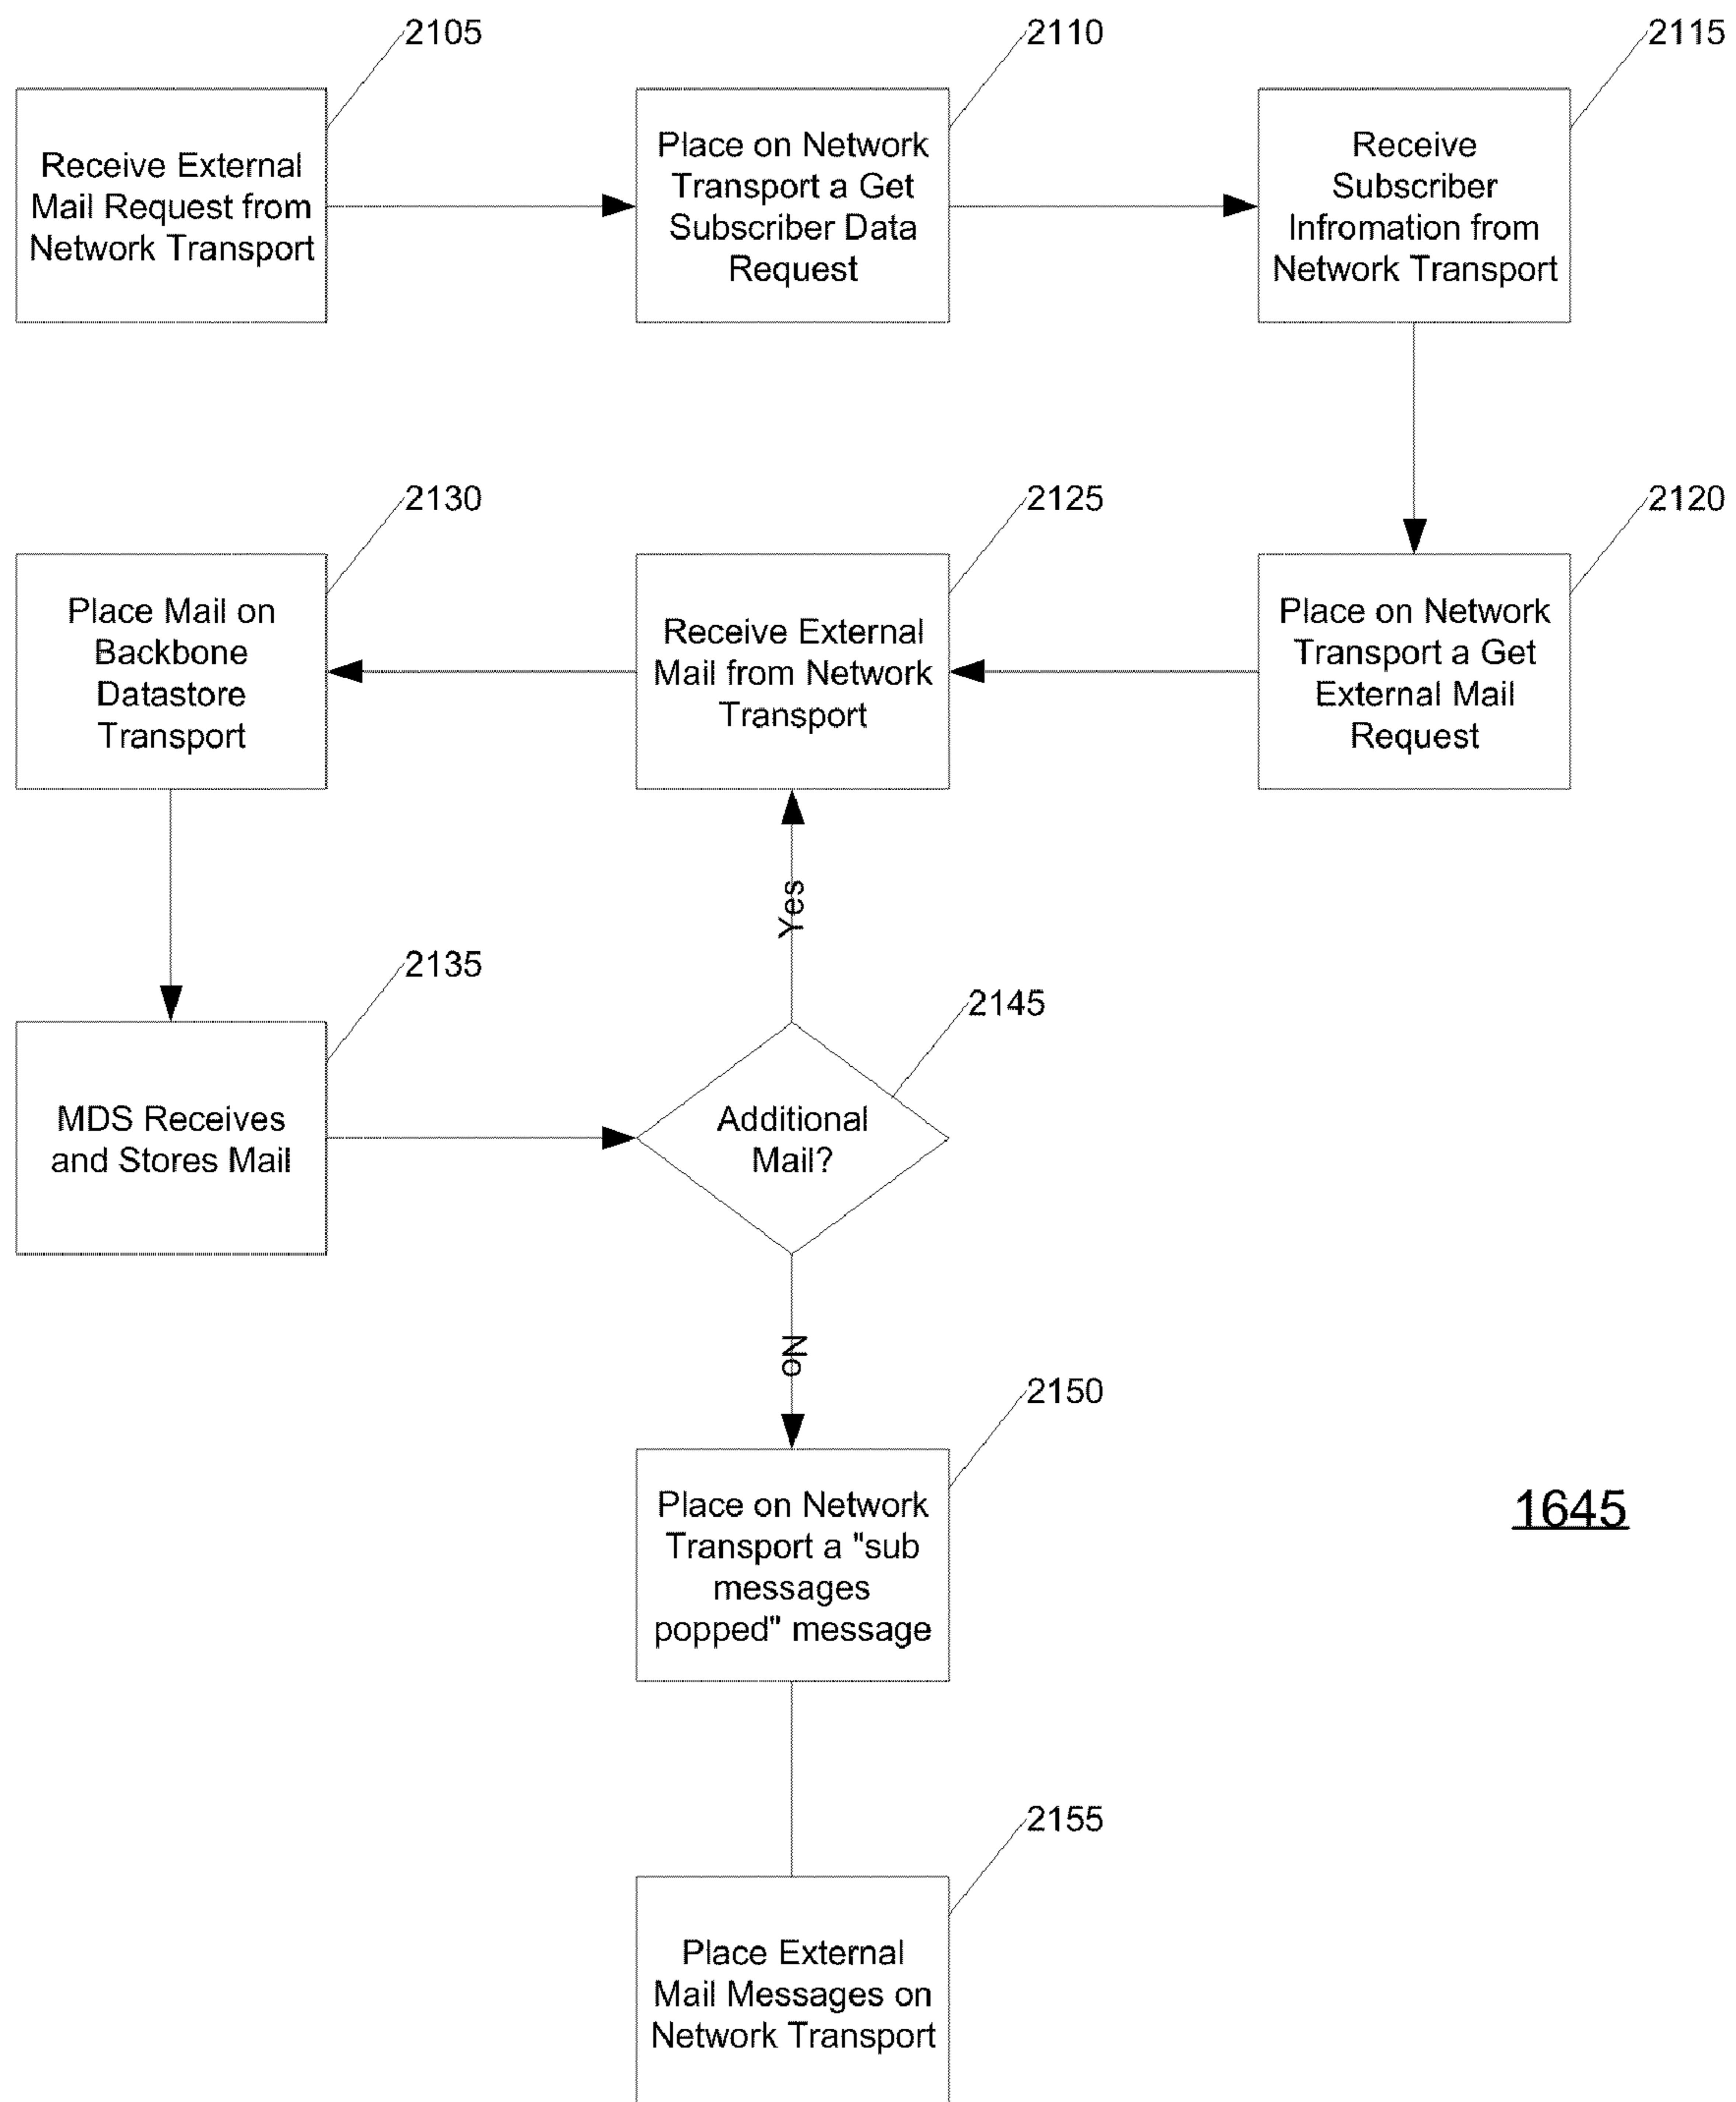 2105
Receive External
Mail Request from
Network Transport
2110
Place on Network
Transport a Get
Subscriber Data
Request
2115
Receive
Subscriber
Infromation from
Network Transport
2130
Place Mail on
Backbone
Datastore
Transport
2125
Receive External
Mail from Network
Transport
2120
Place on Network
Transport a Get
External Mail
Request
Yes
2135
MDS Receives
and Stores Mail
2145
Additional
Mail?
No
2150
Place on Network
Transport a "sub
messages
popped" message
1645
2155
Place External
Mail Messages on
Network Transport